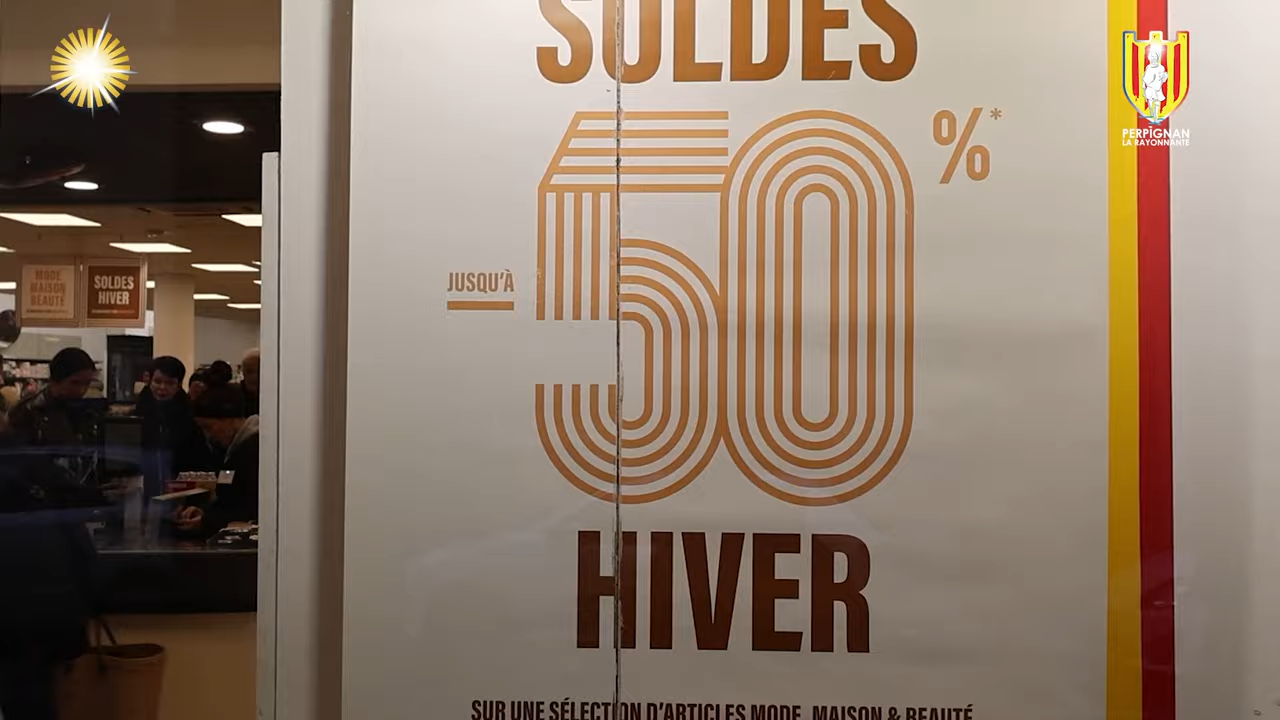 SOLDES
50
%*
JUSQU'À
HIVER
SUR UNE SÉLECTION D'ARTICLES MODE, MAISON & BEAUTÉ
MODE
MAISON
BEAUTÉ
SOLDES
HIVER
PERPIGNAN
LA RAYONNANTE